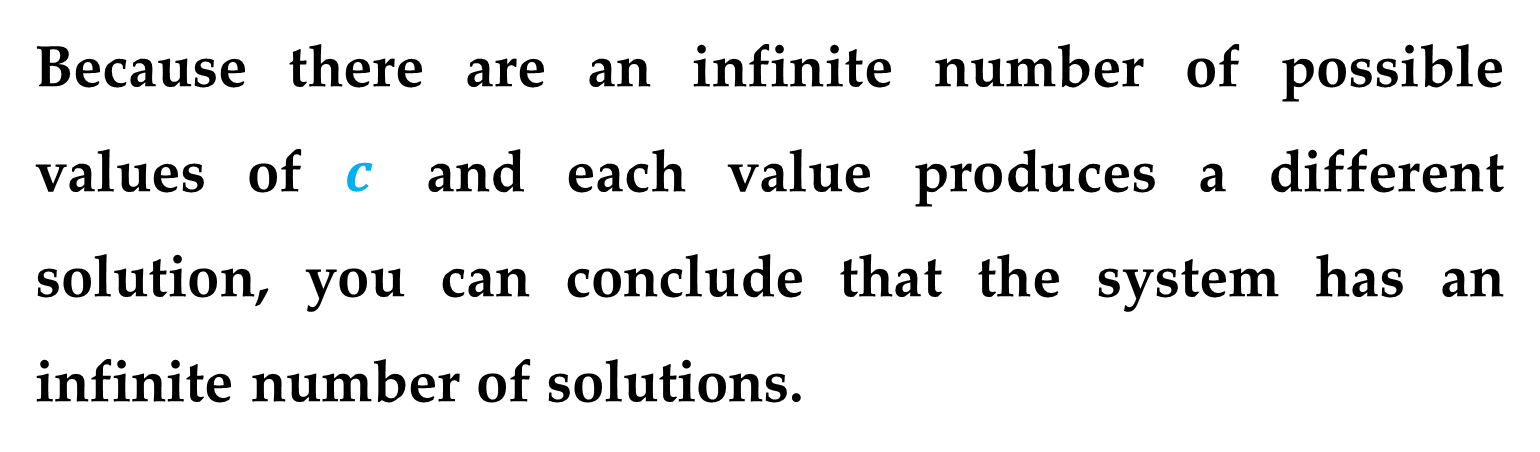 Because there are an infinite number of possible
values of c and each value produces a different
solution, you can conclude that the system has an
infinite number of solutions.